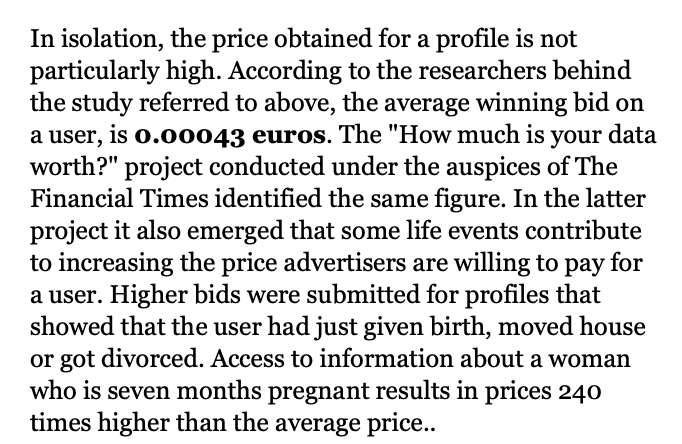 In isolation, the price obtained for a profile is not
particularly high. According to the researchers behind
the study referred to above, the average winning bid on
a user, is 0.00043 euros. The "How much is your data
worth?" project conducted under the auspices of The
Financial Times identified the same figure. In the latter
project it also emerged that some life events contribute
to increasing the price advertisers are willing to pay for
a user. Higher bids were submitted for profiles that
showed that the user had just given birth, moved house
or got divorced. Access to information about a woman
who is seven months pregnant results in prices 240
times higher than the average price..